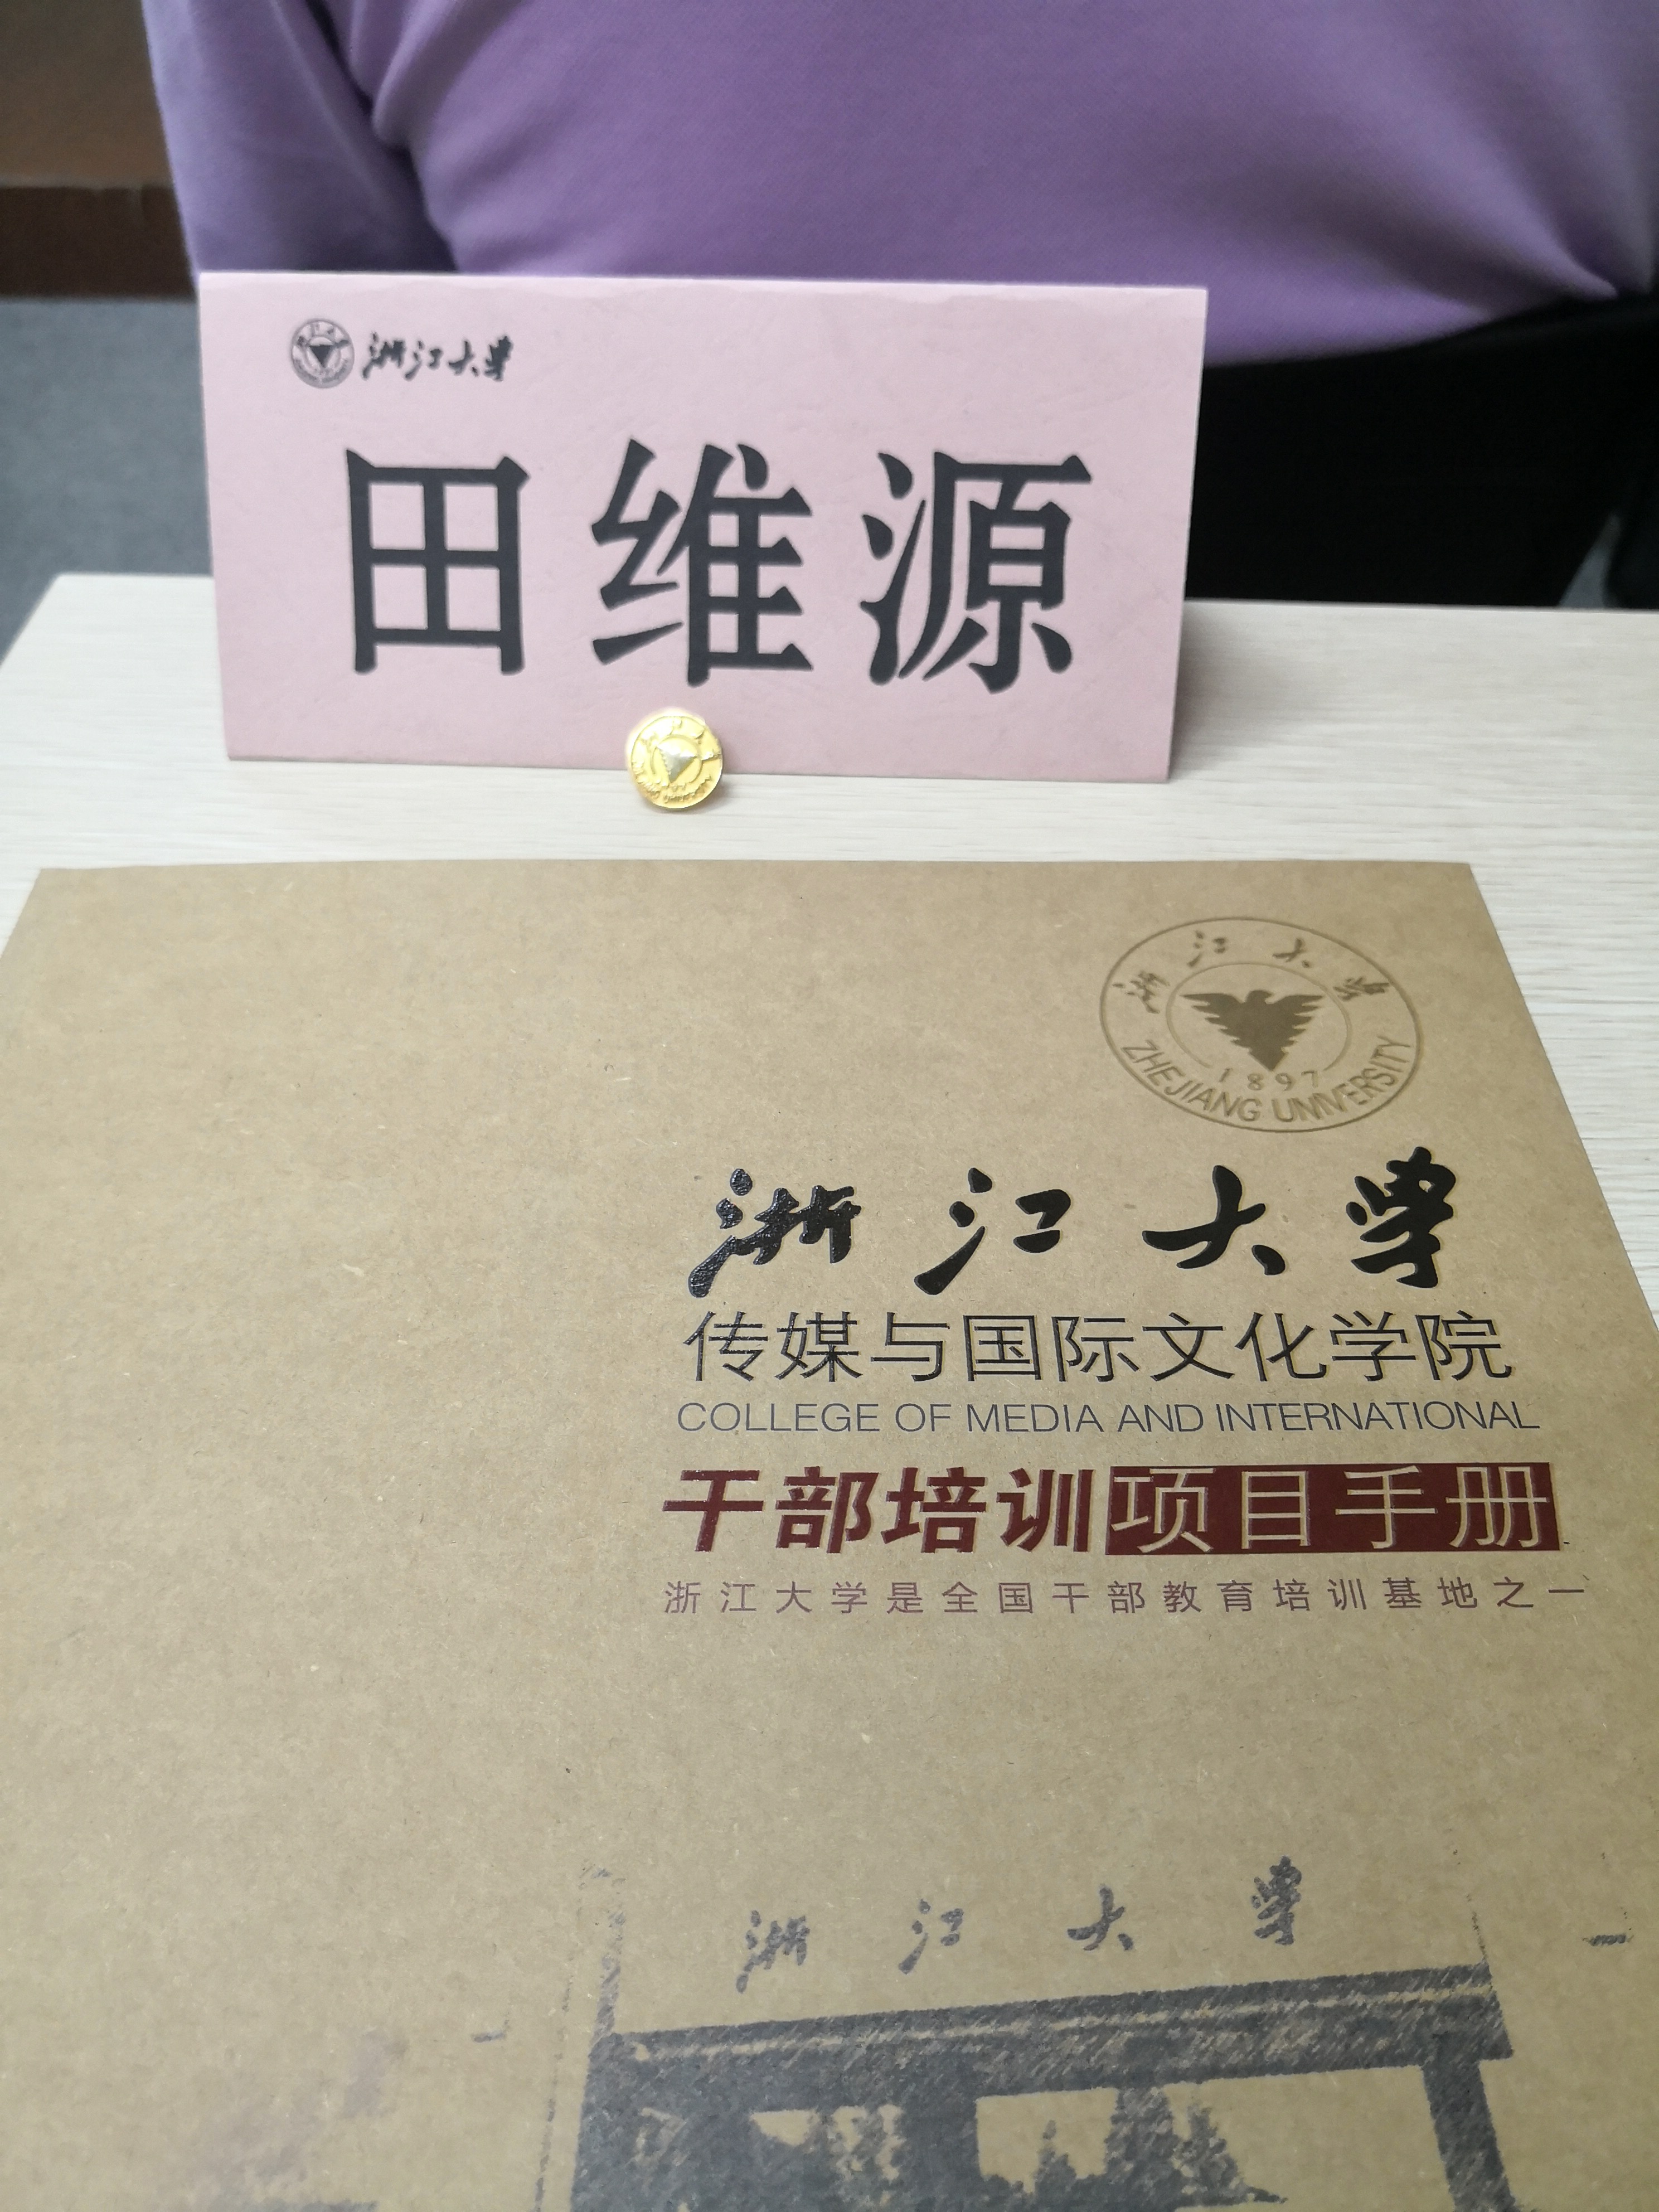 浙江大学
田维源
浙江大学
1897
ZHEJIANG UNIVERSITY
浙江大学
传媒与国际文化学院
COLLEGE OF MEDIA AND INTERNATIONAL
干部培训项目手册
浙江大学是全国干部教育培训基地之一
浙江大学